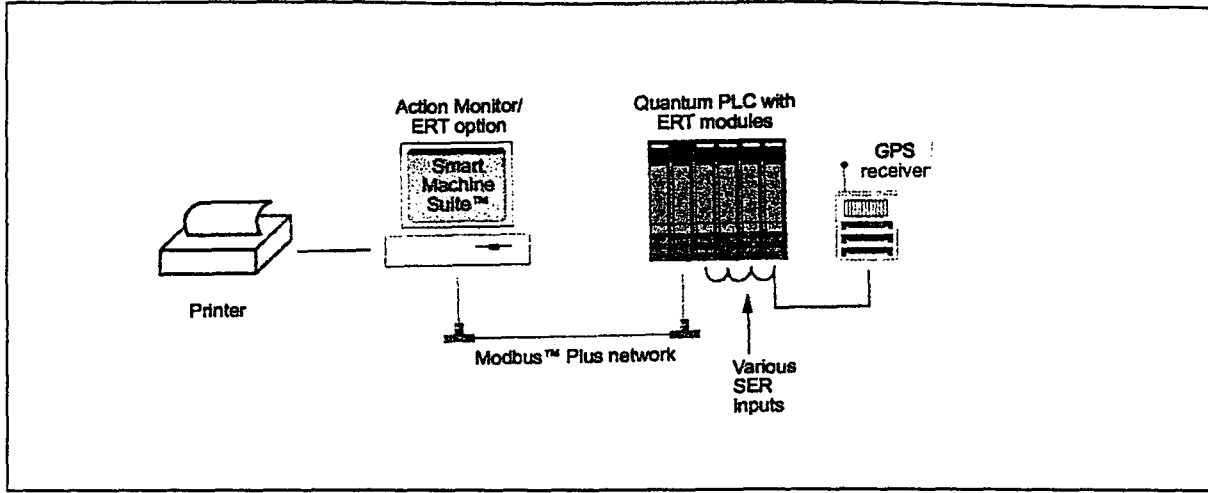 Action Monitor/
ERT option
Quantum PLC with
ERT modules
GPS
receiver
Smart
Machine
Suite™
Printer
Modbus™ Plus network
Various
SER
inputs